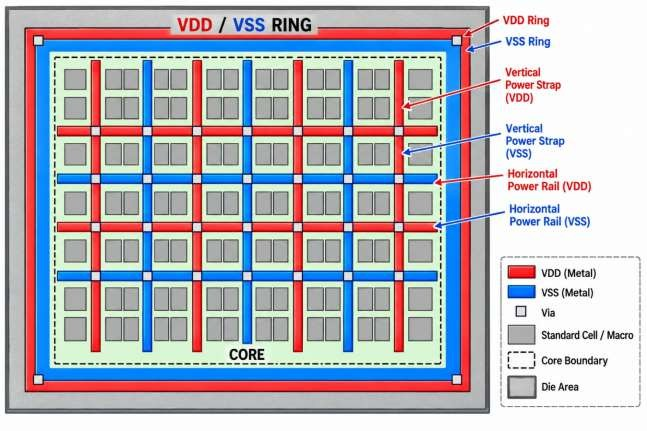 VDD / VSS RING
VDD Ring
VSS Ring
Vertical
Power Strap
(VDD)
Vertical
Power Strap
(VSS)
Horizontal
Power Rail (VDD)
Horizontal
Power Rail (VSS)
CORE
VDD (Metal)
VSS (Metal)
Via
Standard Cell / Macro
Core Boundary
Die Area